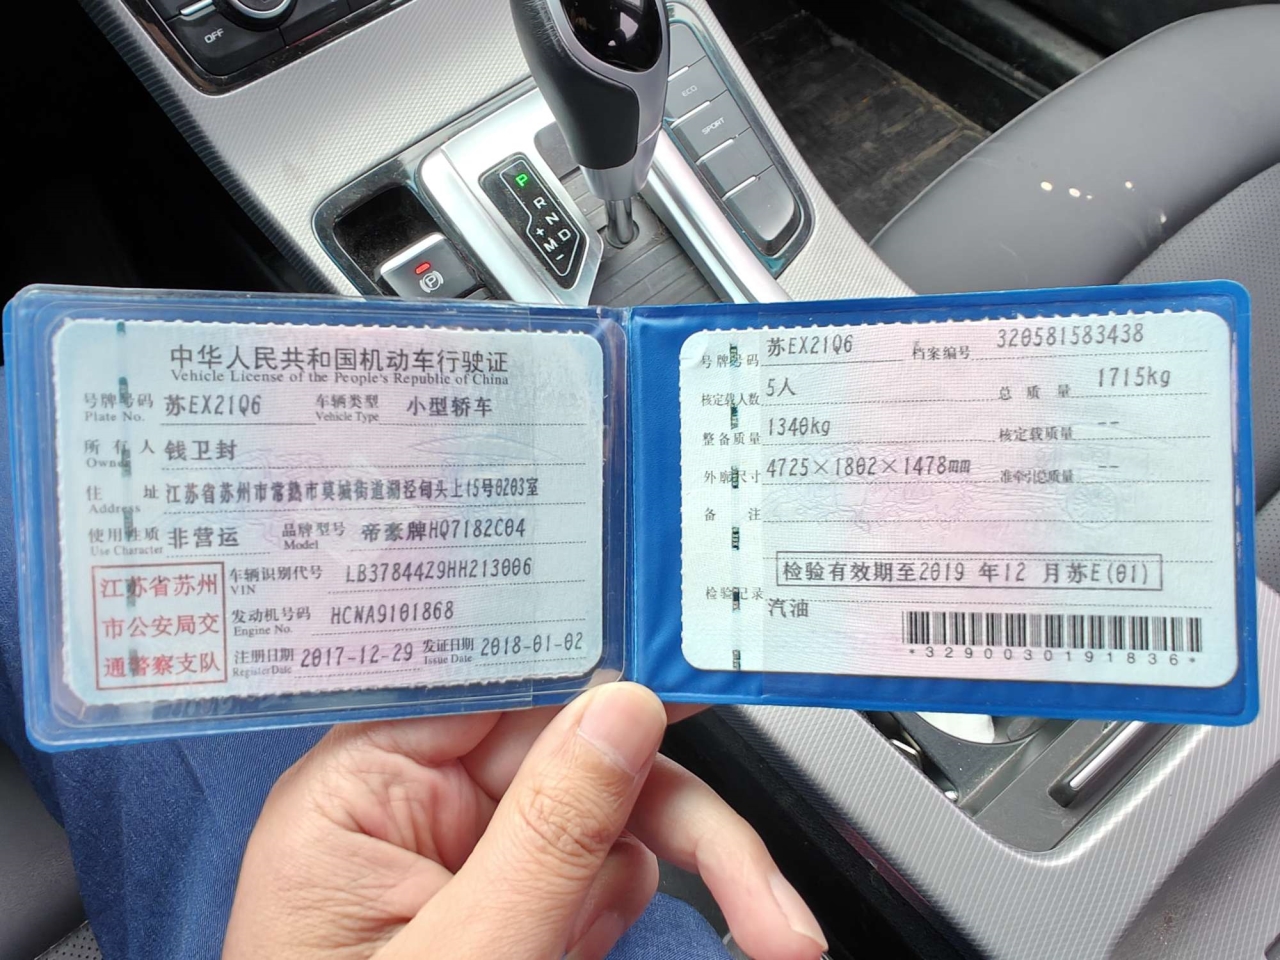 OFF
ECO
SPORT
P
R
N
D
+
M
-
中华人民共和国机动车行驶证
Vehicle License of the People's Republic of China
号牌号码 苏EX21Q6 车辆类型 小型轿车
Plate No. Vehicle Type
所有人 钱卫封
Owner
住址 江苏省苏州市常熟市莫城街道湖泾甸头上15号0203室
Address
使用性质 非营运 品牌型号 帝豪牌HQ7182C04
Use Character Model
江苏省苏州
市公安局交
通警察支队
车辆识别代号 LB3784429HH213006
VIN
发动机号码 HCNA9101868
Engine No.
注册日期 2017-12-29 发证日期 2018-01-02
Register Date Issue Date
号牌号码 苏EX21Q6 档案编号 320581583438
核定载人数 5人 总质量 1715kg
整备质量 1340kg 核定载质量 --
外廓尺寸 4725×1802×1478mm 准牵引总质量 --
备注
检验有效期至2019 年12 月苏E(01)
检验记录
汽油
*3290030191836*